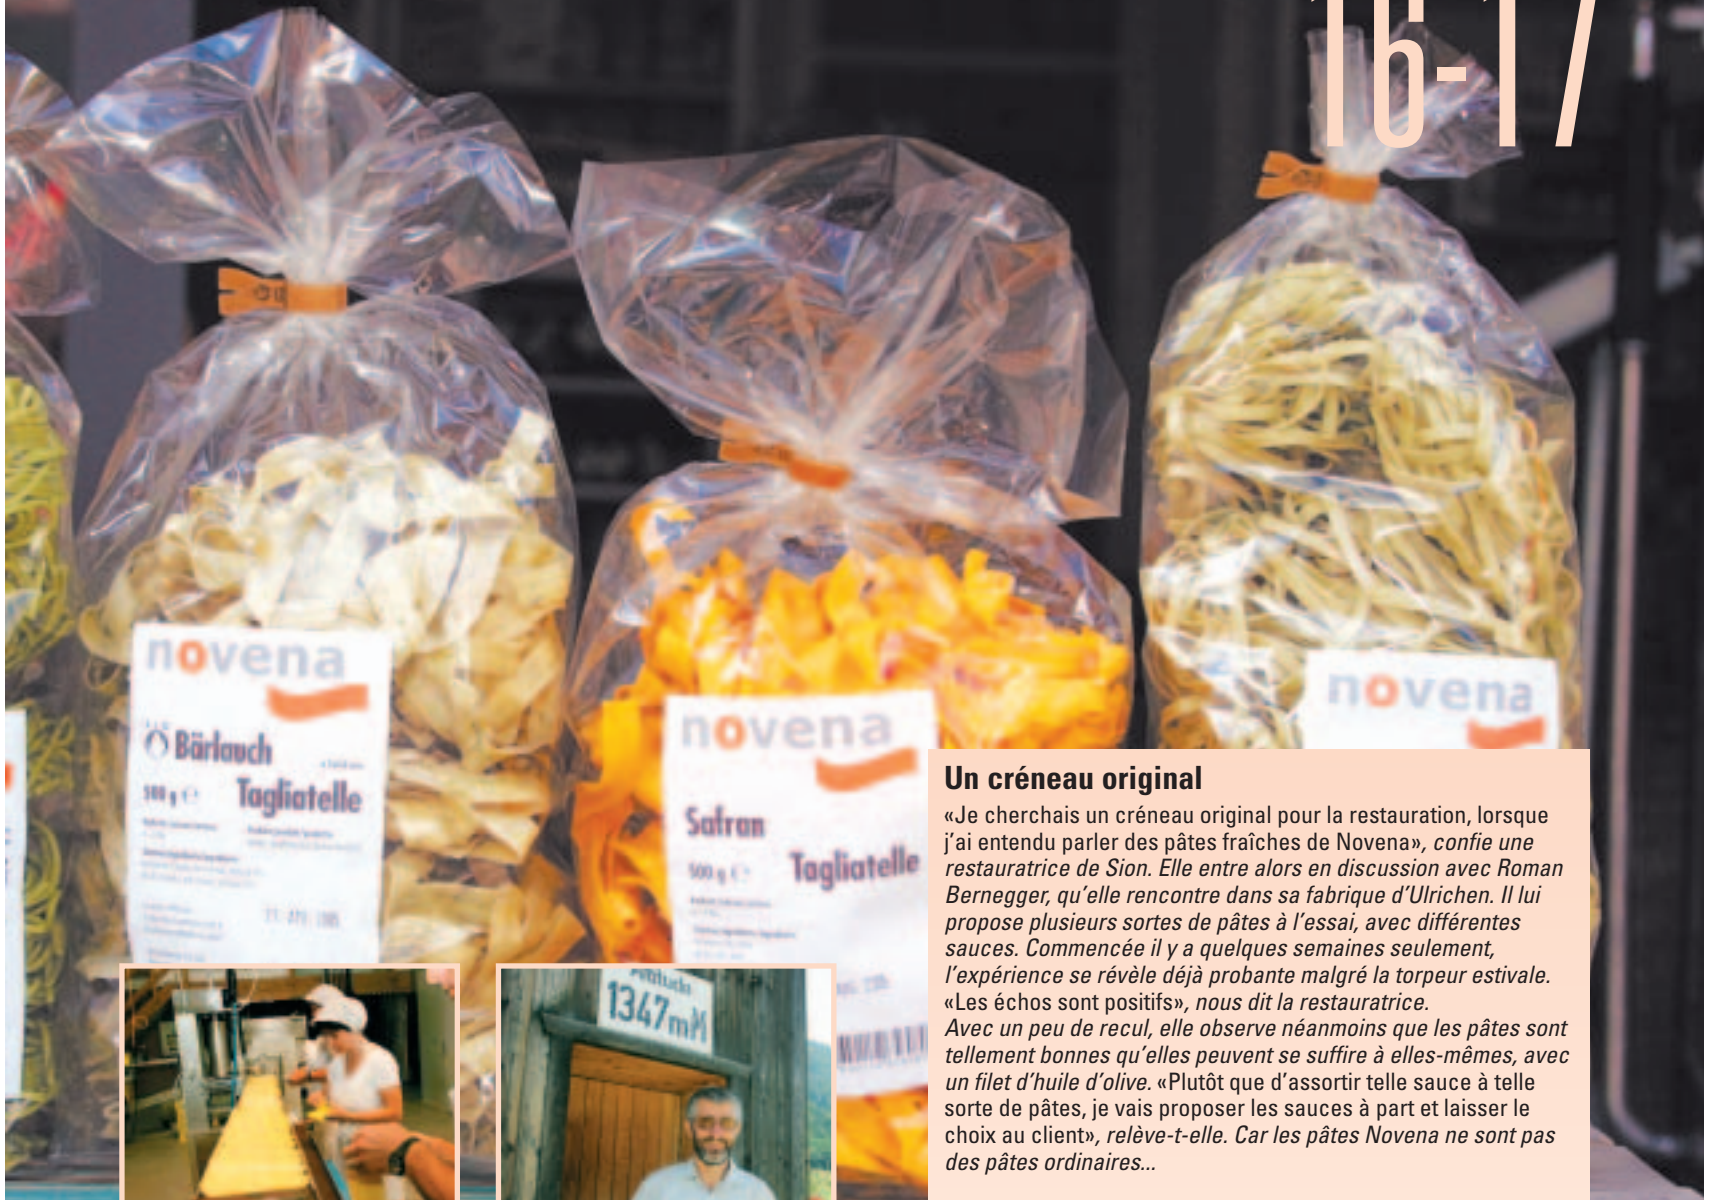 16-17
novena
Bärlauch
500 g e
Tagliatelle
novena
Safran
500 g e
Tagliatelle
novena
Altitude
1347 m
Un créneau original
«Je cherchais un créneau original pour la restauration, lorsque
j’ai entendu parler des pâtes fraîches de Novena», confie une
restauratrice de Sion. Elle entre alors en discussion avec Roman
Bernegger, qu’elle rencontre dans sa fabrique d’Ulrichen. Il lui
propose plusieurs sortes de pâtes à l’essai, avec différentes
sauces. Commencée il y a quelques semaines seulement,
l’expérience se révèle déjà probante malgré la torpeur estivale.
«Les échos sont positifs», nous dit la restauratrice.
Avec un peu de recul, elle observe néanmoins que les pâtes sont
tellement bonnes qu’elles peuvent se suffire à elles-mêmes, avec
un filet d’huile d’olive. «Plutôt que d’assortir telle sauce à telle
sorte de pâtes, je vais proposer les sauces à part et laisser le
choix au client», relève-t-elle. Car les pâtes Novena ne sont pas
des pâtes ordinaires...